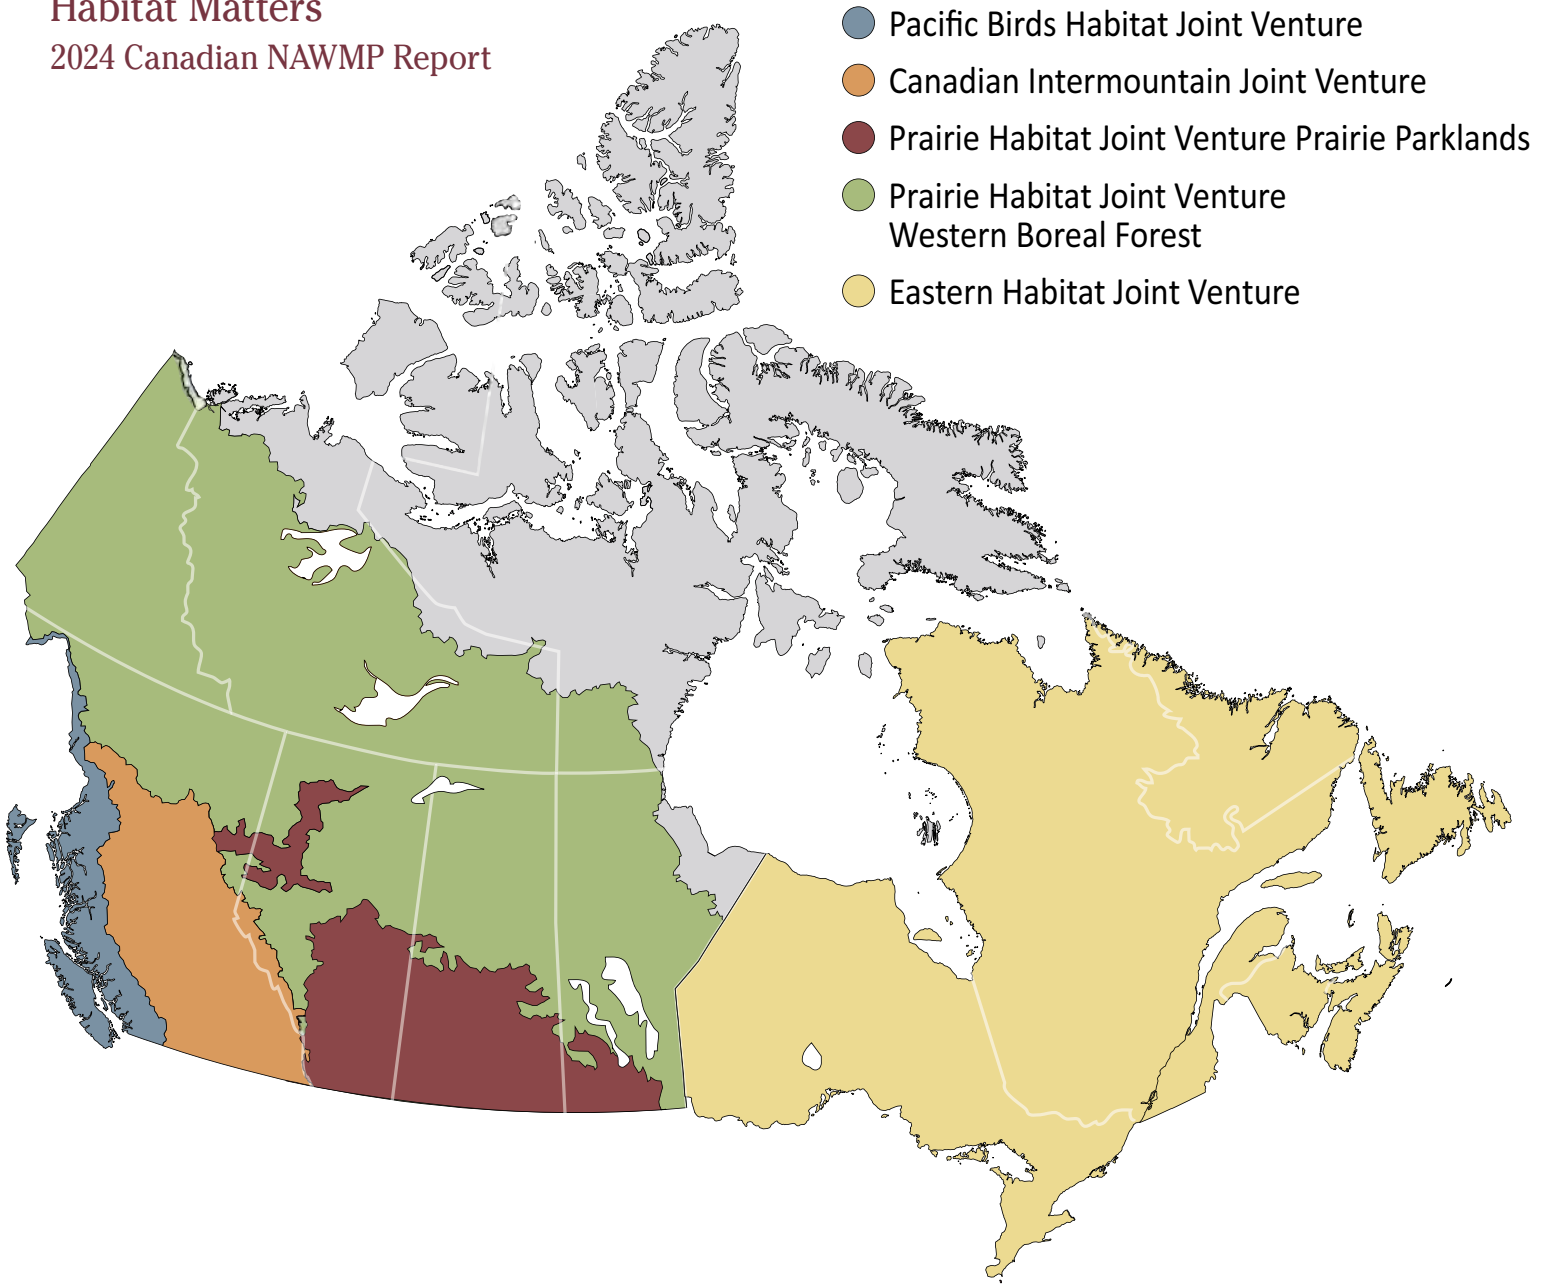 Habitat Matters
2024 Canadian NAWMP Report
Pacific Birds Habitat Joint Venture
Canadian Intermountain Joint Venture
Prairie Habitat Joint Venture Prairie Parklands
Prairie Habitat Joint Venture
Western Boreal Forest
Eastern Habitat Joint Venture